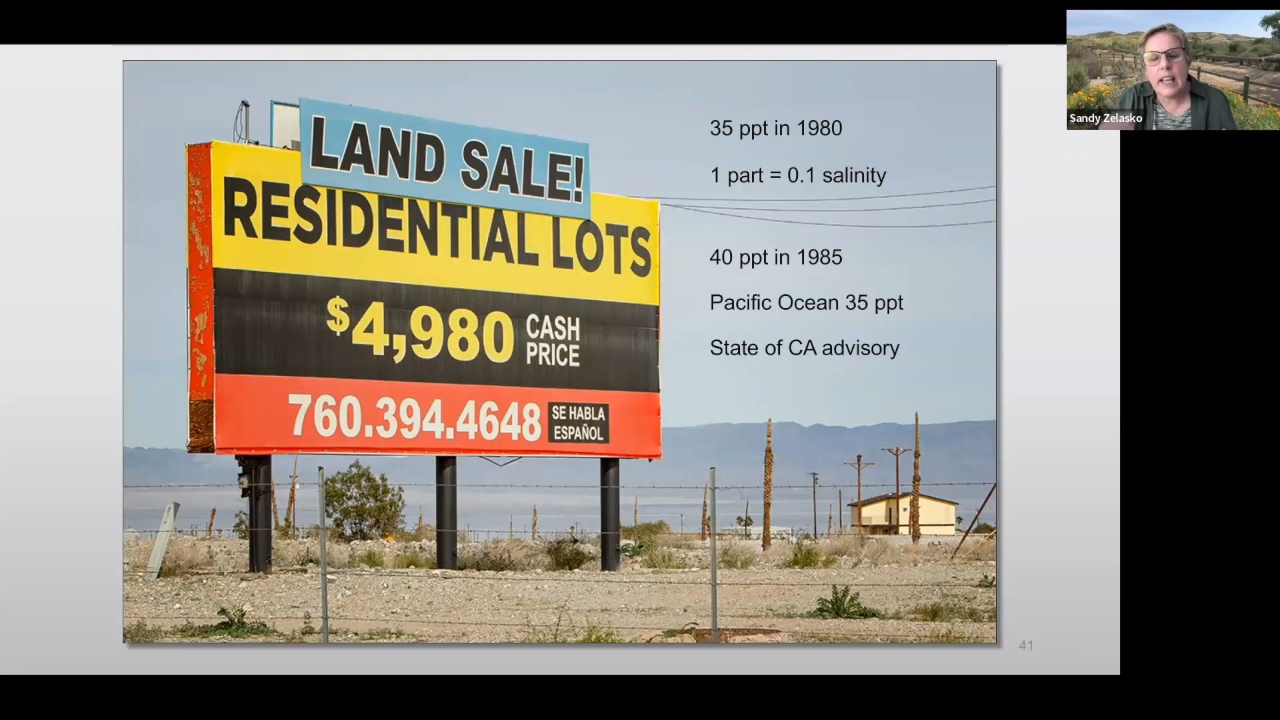 LAND SALE!
RESIDENTIAL LOTS
$4,980 CASH PRICE
760.394.4648 SE HABLA ESPAÑOL
35 ppt in 1980
1 part = 0.1 salinity
40 ppt in 1985
Pacific Ocean 35 ppt
State of CA advisory
41
Sandy Zelasko